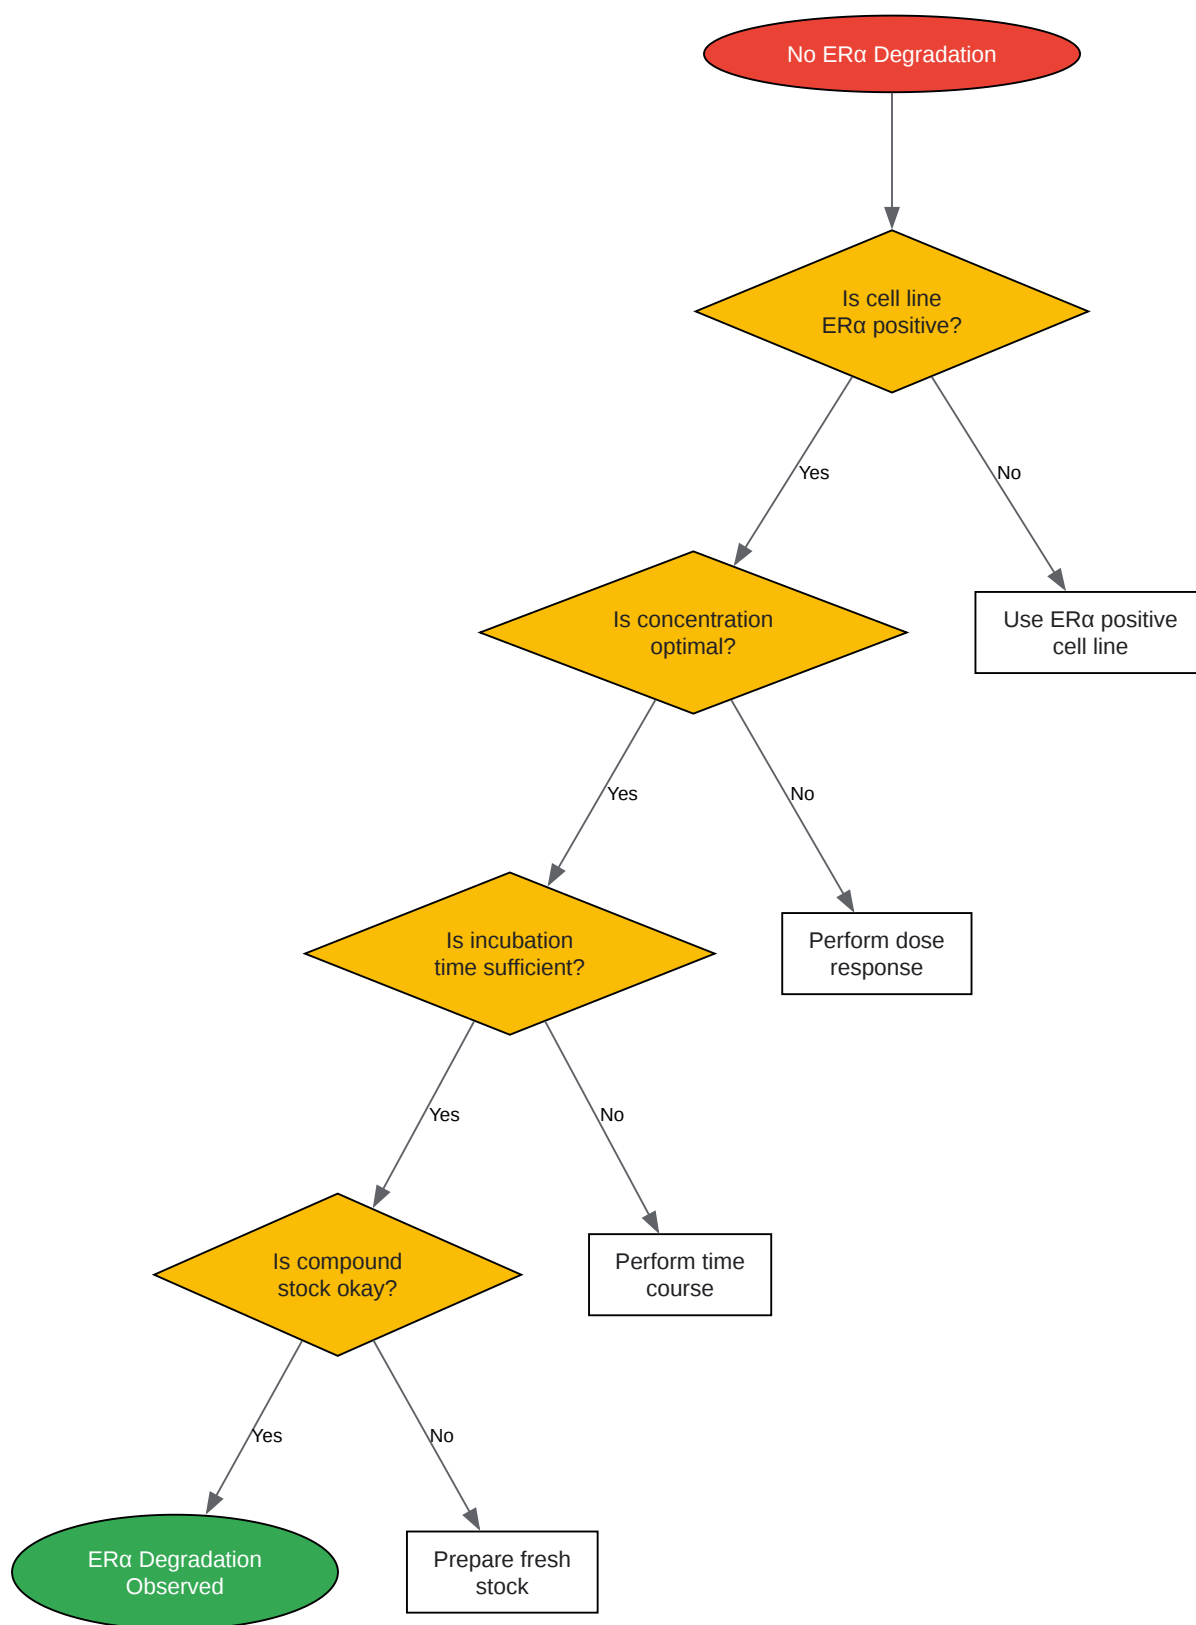 No ERα Degradation
Is cell line
ERα positive?
Yes
No
Is concentration
optimal?
Use ERα positive
cell line
Yes
No
Is incubation
time sufficient?
Perform dose
response
Yes
No
Is compound
stock okay?
Perform time
course
Yes
No
ERα Degradation
Observed
Prepare fresh
stock